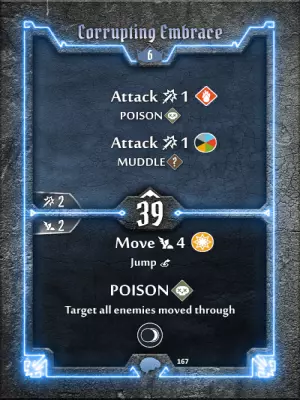 Corrupting Embrace
6
Attack 1
POISON
Attack 1
MUDDLE ?
2
39
2
Move 4
Jump
POISON
Target all enemies moved through
167